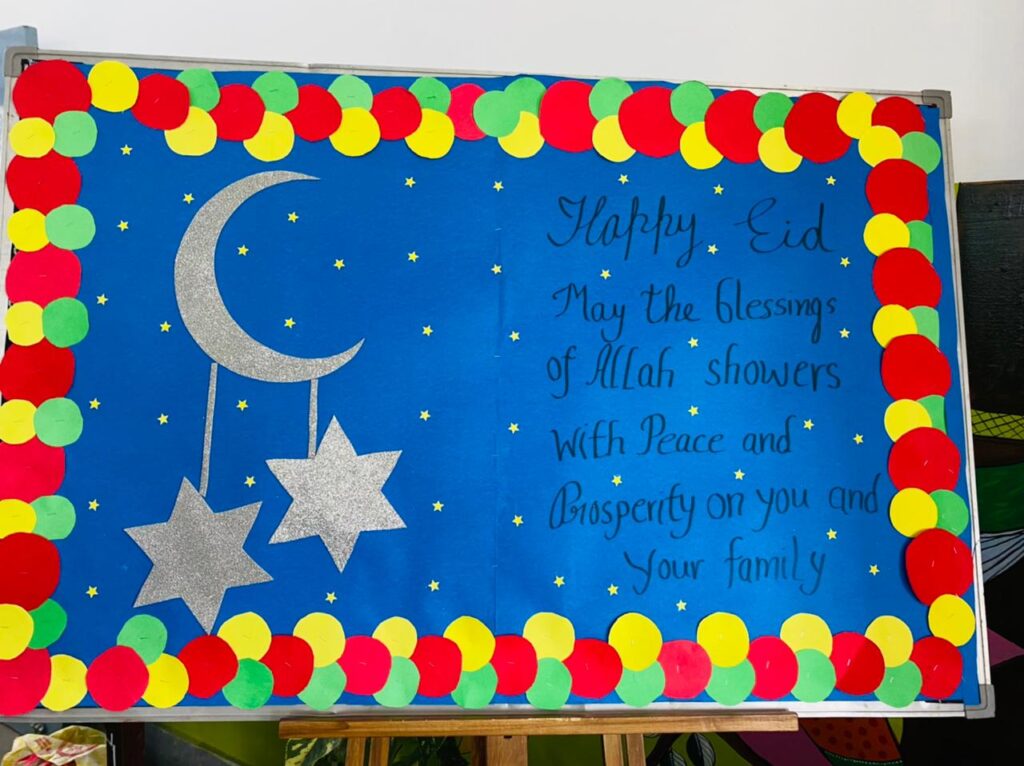 Happy Eid
May the blessings
of Allah showers
with Peace and
Prosperity on you and
your family